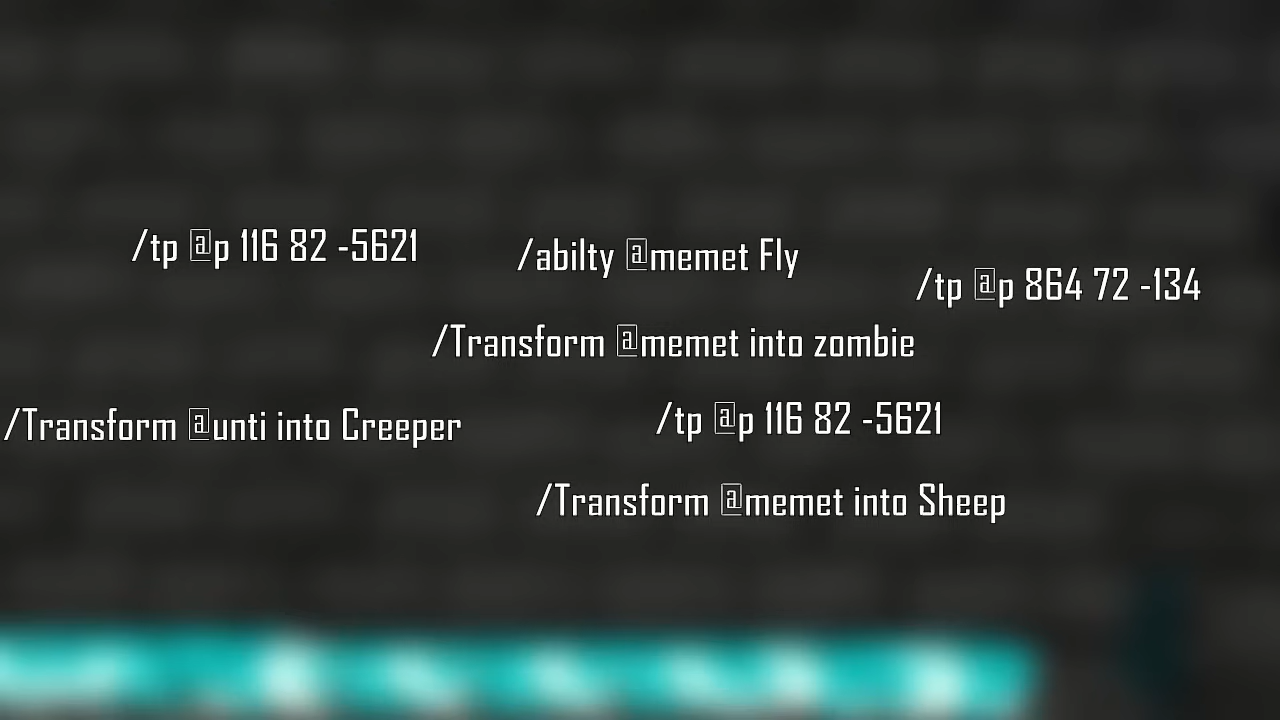 /tp @p 116 82 -5621
/abilty @memet Fly
/tp @p 864 72 -134
/Transform @memet into zombie
/Transform @unti into Creeper
/tp @p 116 82 -5621
/Transform @memet into Sheep